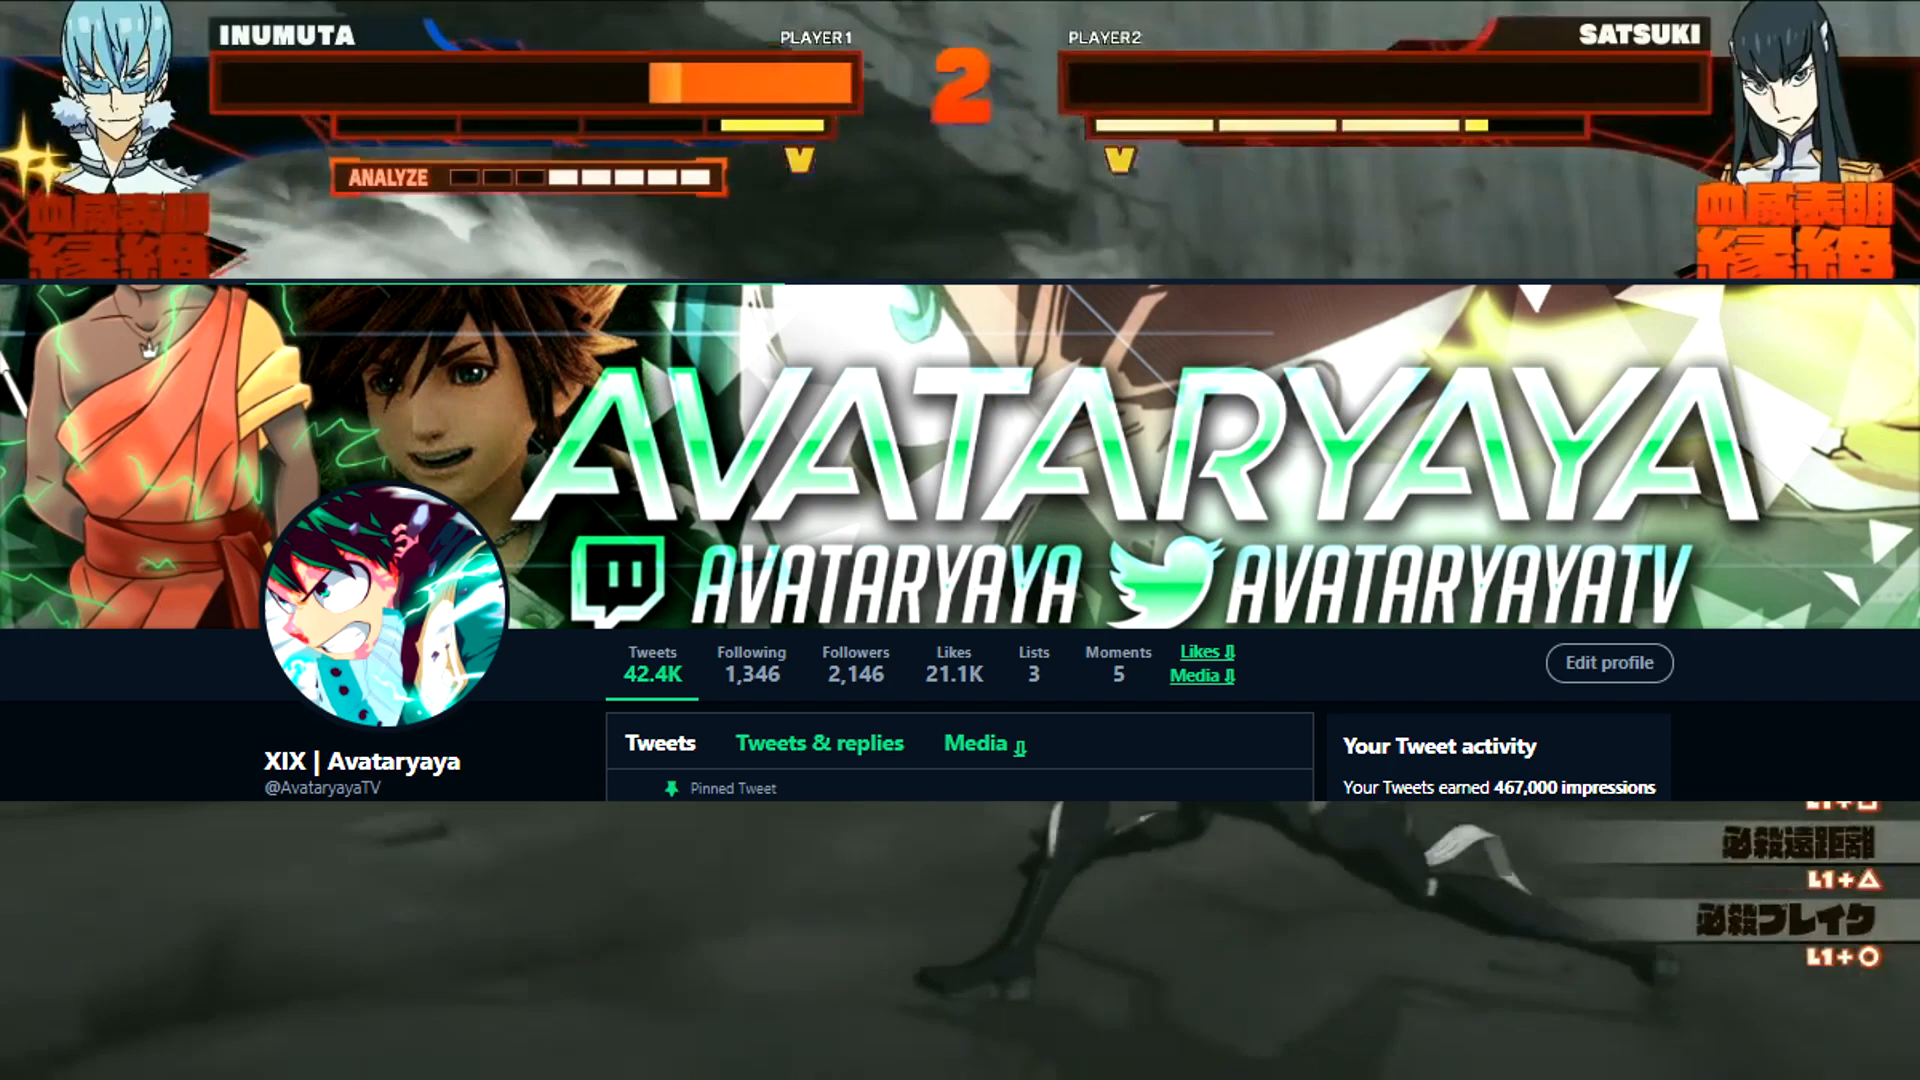 INUMUTA
PLAYER1
2
PLAYER2
SATSUKI
ANALYZE
血威表明
縁絶
血威表明
縁絶
AVATARYAYA
AVATARYAYA AVATARYAYATV
Tweets Following Followers Likes Lists Moments Likes
42.4K 1,346 2,146 21.1K 3 5 Media
Edit profile
Tweets Tweets & replies Media
Your Tweet activity
XIX | Avataryaya
@AvataryayaTV
Pinned Tweet
Your Tweets earned 467,000 impressions
L1+□
必殺遠距離
L1+△
必殺ブレイク
L1+○